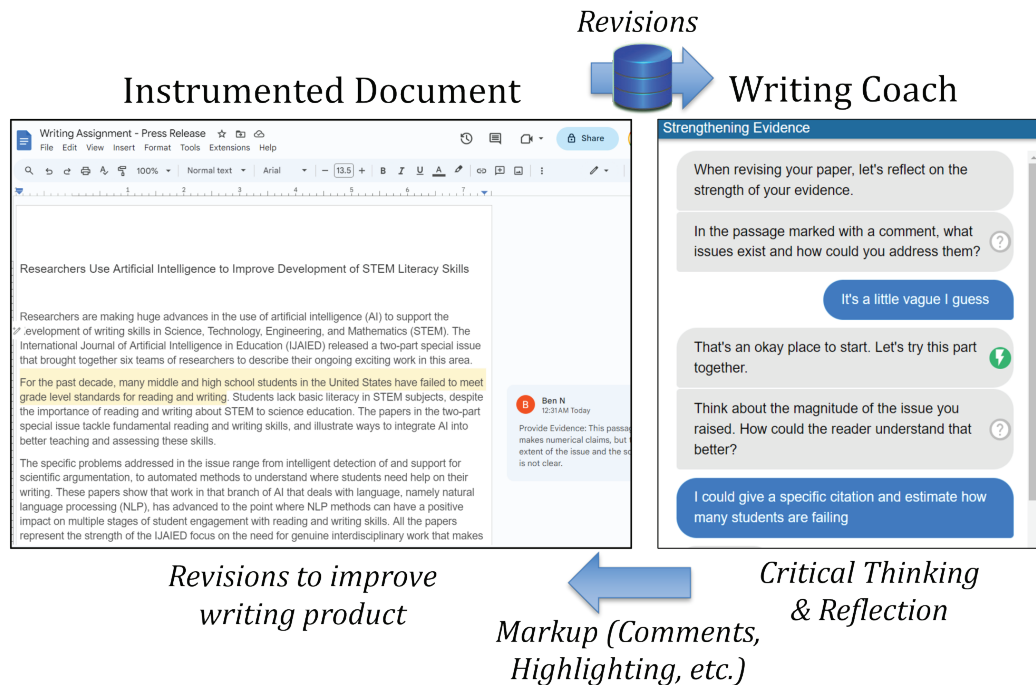 Revisions
Instrumented Document
Writing Coach
Writing Assignment - Press Release
File Edit View Insert Format Tools Extensions Help
Share
100% Normal text Arial – 13.5 + B I U A
1 2 3 4 5 6 7
Researchers Use Artificial Intelligence to Improve Development of STEM Literacy Skills
Researchers are making huge advances in the use of artificial intelligence (AI) to support the
development of writing skills in Science, Technology, Engineering, and Mathematics (STEM). The
International Journal of Artificial Intelligence in Education (IJAIED) released a two-part special issue
that brought together six teams of researchers to describe their ongoing exciting work in this area.
For the past decade, many middle and high school students in the United States have failed to meet
grade level standards for reading and writing. Students lack basic literacy in STEM subjects, despite
the importance of reading and writing about STEM to science education. The papers in the two-part
special issue tackle fundamental reading and writing skills, and illustrate ways to integrate AI into
better teaching and assessing these skills.
The specific problems addressed in the issue range from intelligent detection of and support for
scientific argumentation, to automated methods to understand where students need help on their
writing. These papers show that work in that branch of AI that deals with language, namely natural
language processing (NLP), has advanced to the point where NLP methods can have a positive
impact on multiple stages of student engagement with reading and writing skills. All the papers
represent the strength of the IJAIED focus on the need for genuine interdisciplinary work that makes
B
Ben N
12:31AM Today
Provide Evidence: This passag
makes numerical claims, but
extent of the issue and the
is not clear.
Strengthening Evidence
When revising your paper, let's reflect on the
strength of your evidence.
In the passage marked with a comment, what
issues exist and how could you address them?
?
It's a little vague I guess
That's an okay place to start. Let's try this part
together.
Think about the magnitude of the issue you
raised. How could the reader understand that
better?
?
I could give a specific citation and estimate how
many students are failing
Revisions to improve
writing product
Critical Thinking
& Reflection
Markup (Comments,
Highlighting, etc.)